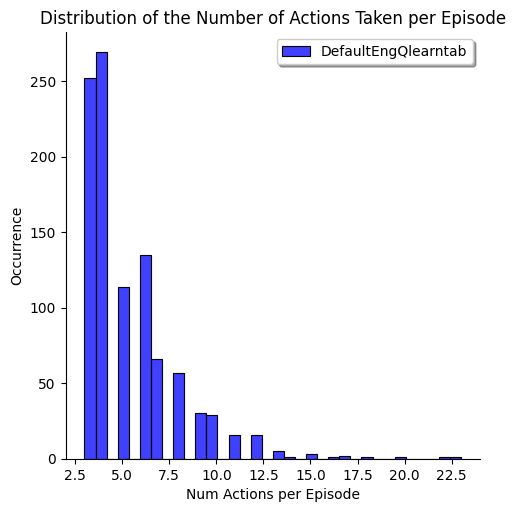 Distribution of the Number of Actions Taken per Episode
DefaultEngQlearntab
Occurrence
250
200
150
100
50
0
2.5 5.0 7.5 10.0 12.5 15.0 17.5 20.0 22.5
Num Actions per Episode